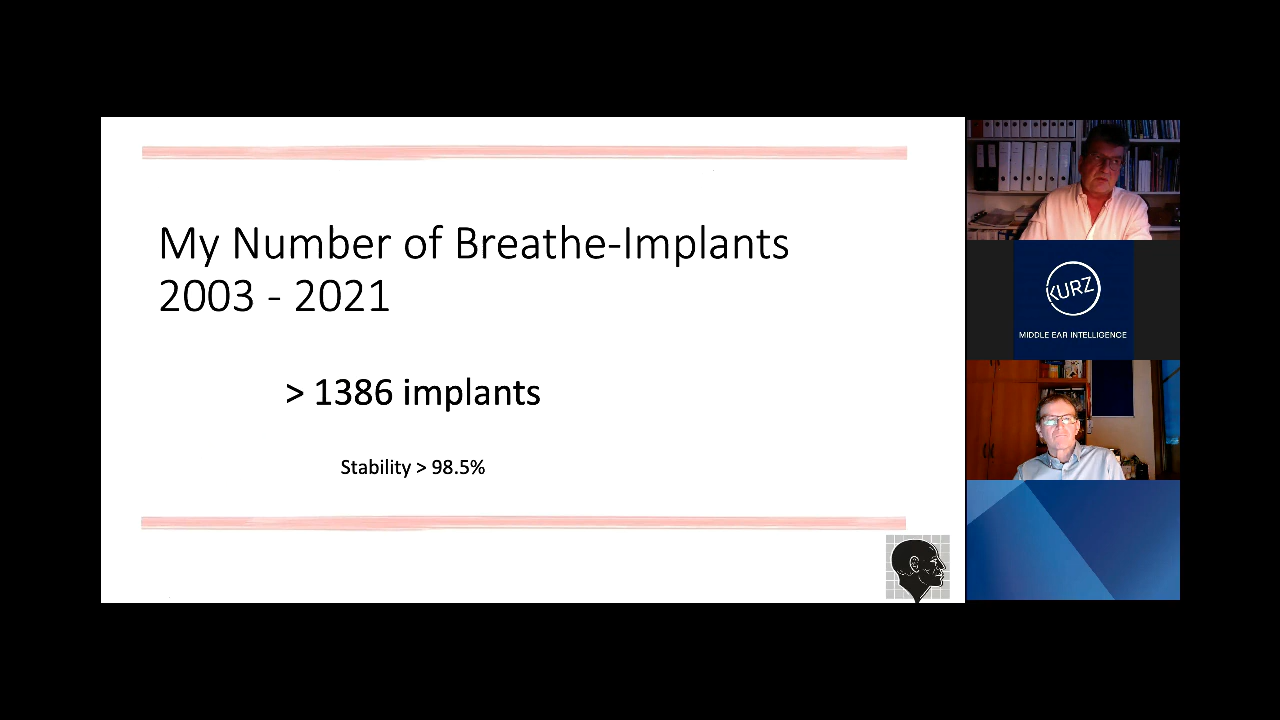 My Number of Breathe-Implants
2003 - 2021
> 1386 implants
Stability > 98.5%
KURZ
MIDDLE EAR INTELLIGENCE